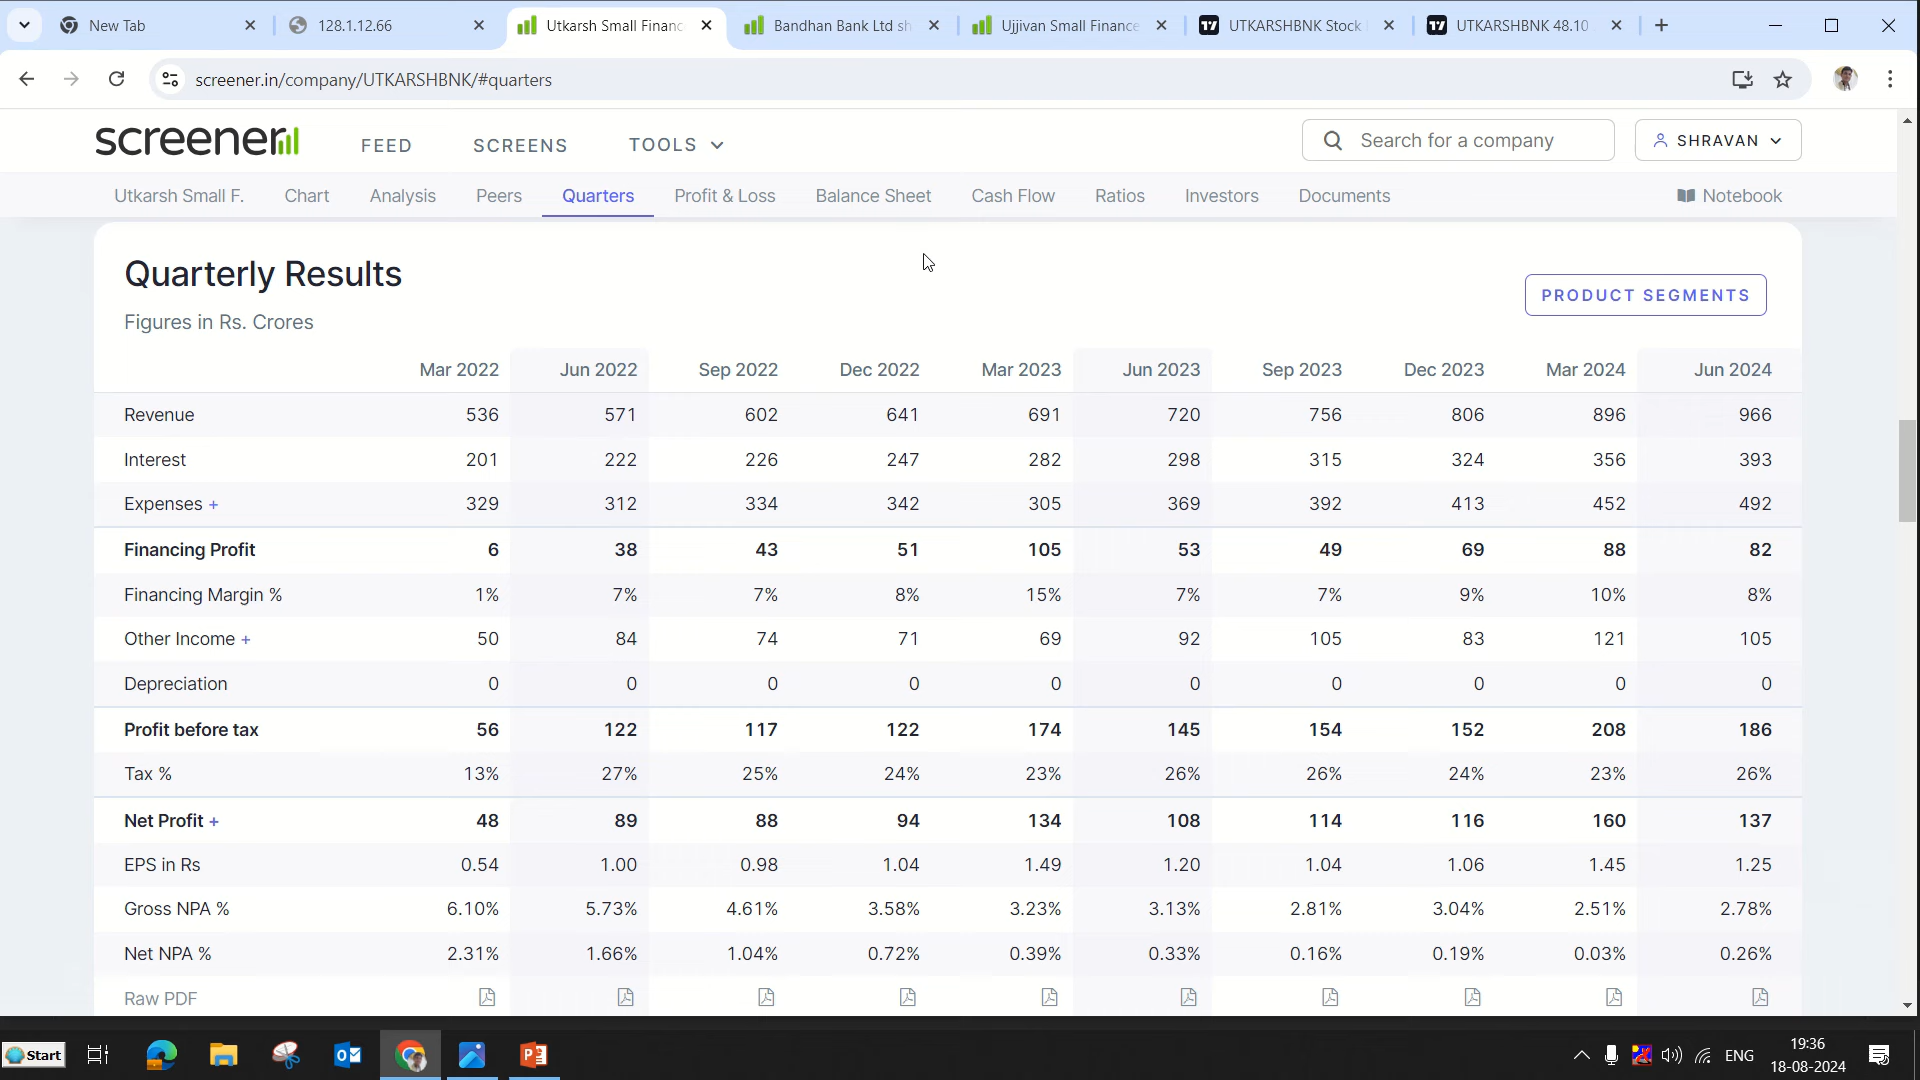 New Tab
128.1.12.66
Utkarsh Small Financ
Bandhan Bank Ltd sh
Ujjivan Small Finance
UTKARSHBNK Stock
UTKARSHBNK 48.10
screener.in/company/UTKARSHBNK/#quarters
screener
FEED SCREENS TOOLS
Search for a company
SHRAVAN
Utkarsh Small F. Chart Analysis Peers Quarters Profit & Loss Balance Sheet Cash Flow Ratios Investors Documents Notebook
Quarterly Results
PRODUCT SEGMENTS
Figures in Rs. Crores
Mar 2022 Jun 2022 Sep 2022 Dec 2022 Mar 2023 Jun 2023 Sep 2023 Dec 2023 Mar 2024 Jun 2024
Revenue 536 571 602 641 691 720 756 806 896 966
Interest 201 222 226 247 282 298 315 324 356 393
Expenses + 329 312 334 342 305 369 392 413 452 492
Financing Profit 6 38 43 51 105 53 49 69 88 82
Financing Margin % 1% 7% 7% 8% 15% 7% 7% 9% 10% 8%
Other Income + 50 84 74 71 69 92 105 83 121 105
Depreciation 0 0 0 0 0 0 0 0 0 0
Profit before tax 56 122 117 122 174 145 154 152 208 186
Tax % 13% 27% 25% 24% 23% 26% 26% 24% 23% 26%
Net Profit + 48 89 88 94 134 108 114 116 160 137
EPS in Rs 0.54 1.00 0.98 1.04 1.49 1.20 1.04 1.06 1.45 1.25
Gross NPA % 6.10% 5.73% 4.61% 3.58% 3.23% 3.13% 2.81% 3.04% 2.51% 2.78%
Net NPA % 2.31% 1.66% 1.04% 0.72% 0.39% 0.33% 0.16% 0.19% 0.03% 0.26%
Raw PDF
Start
ENG
19:36
18-08-2024